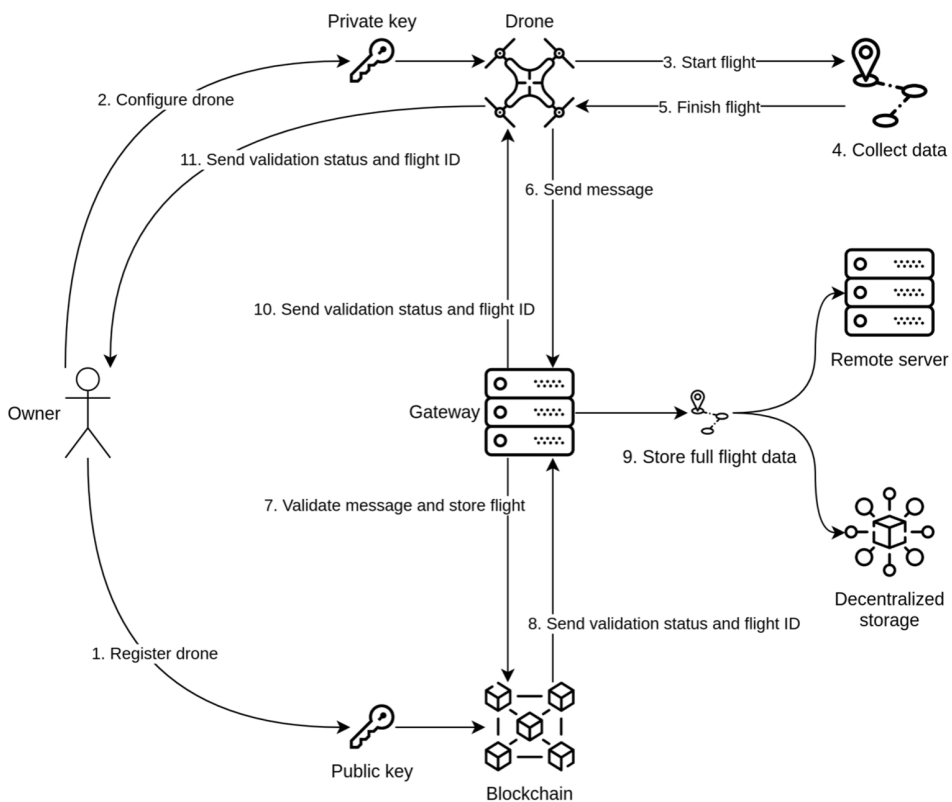 Private key
Drone
3. Start flight
2. Configure drone
5. Finish flight
4. Collect data
11. Send validation status and flight ID
6. Send message
10. Send validation status and flight ID
Remote server
Owner
Gateway
9. Store full flight data
7. Validate message and store flight
Decentralized
storage
8. Send validation status and flight ID
1. Register drone
Public key
Blockchain